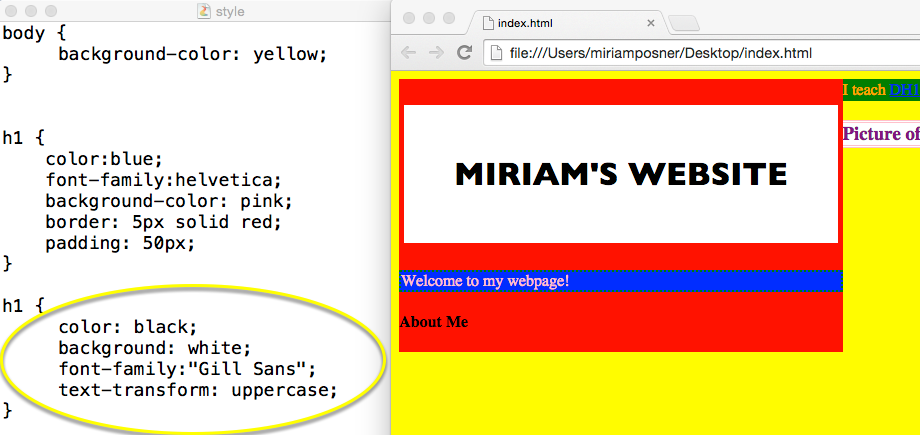 style
body {
background-color: yellow;
}
h1 {
color:blue;
font-family:helvetica;
background-color: pink;
border: 5px solid red;
padding: 50px;
}
h1 {
color: black;
background: white;
font-family:"Gill Sans";
text-transform: uppercase;
}
index.html
file:///Users/miriamposner/Desktop/index.html
MIRIAM'S WEBSITE
Welcome to my webpage!
About Me
I teach DH1
Picture of